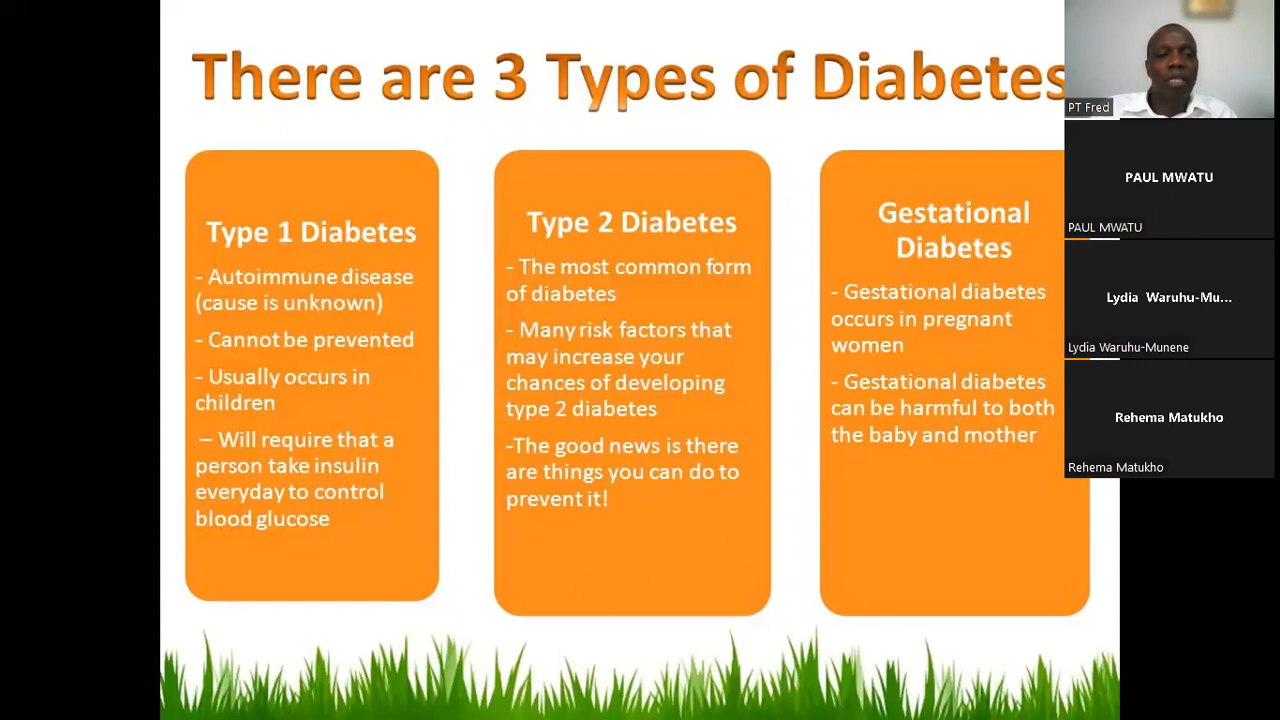 There are 3 Types of Diabetes
Type 1 Diabetes
- Autoimmune disease
(cause is unknown)
- Cannot be prevented
- Usually occurs in
children
– Will require that a
person take insulin
everyday to control
blood glucose
Type 2 Diabetes
- The most common form
of diabetes
- Many risk factors that
may increase your
chances of developing
type 2 diabetes
-The good news is there
are things you can do to
prevent it!
Gestational
Diabetes
- Gestational diabetes
occurs in pregnant
women
- Gestational diabetes
can be harmful to both
the baby and mother
PT Fred
PAUL MWATU
PAUL MWATU
Lydia Waruhu-Mu...
Lydia Waruhu-Munene
Rehema Matukho
Rehema Matukho